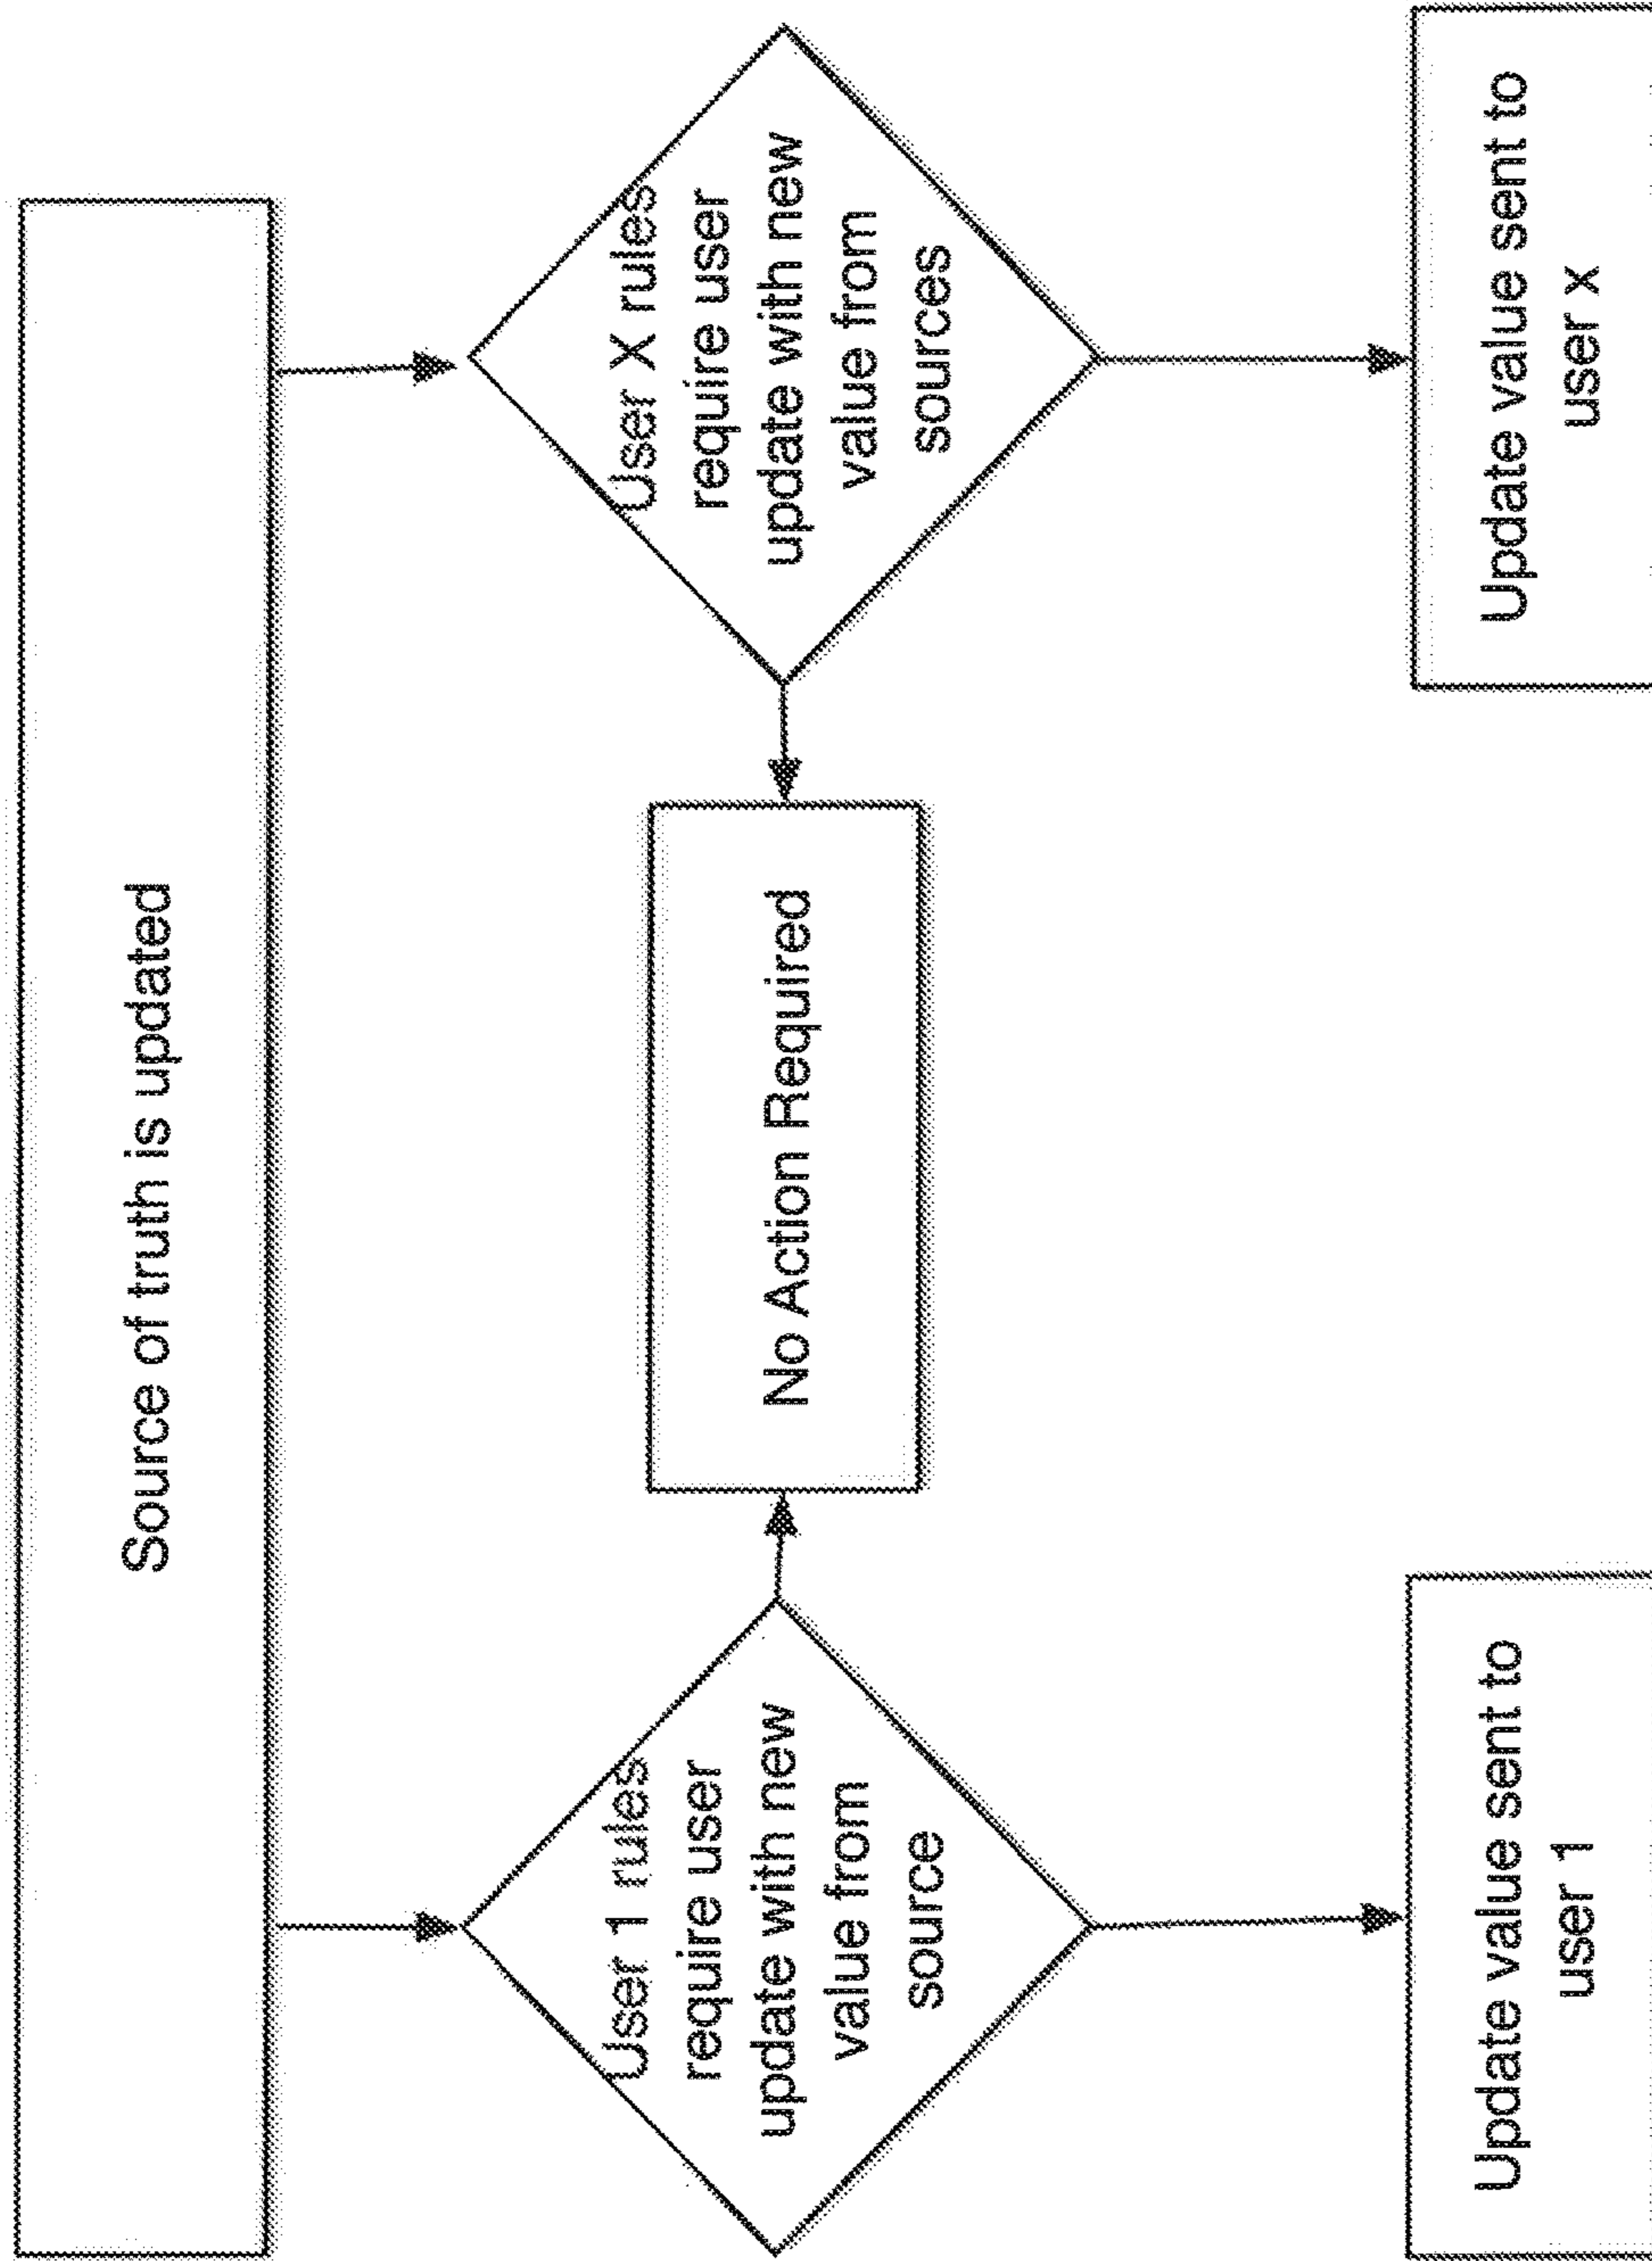 Source of truth is updated
User 1 rules
require user
update with new
value from
source
No Action Required
User X rules
require user
update with new
value from
sources
Update value sent to
user 1
Update value sent to
user x